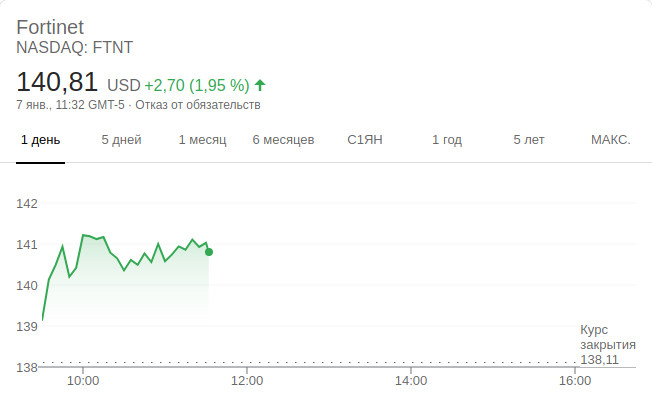 Fortinet
NASDAQ: FTNT
140,81 USD +2,70 (1,95 %)
7 янв., 11:32 GMT-5 · Отказ от обязательств
1 день 5 дней 1 месяц 6 месяцев С1ЯН 1 год 5 лет МАКС.
142
141
140
139
138
Курс
закрытия
138,11
10:00 12:00 14:00 16:00